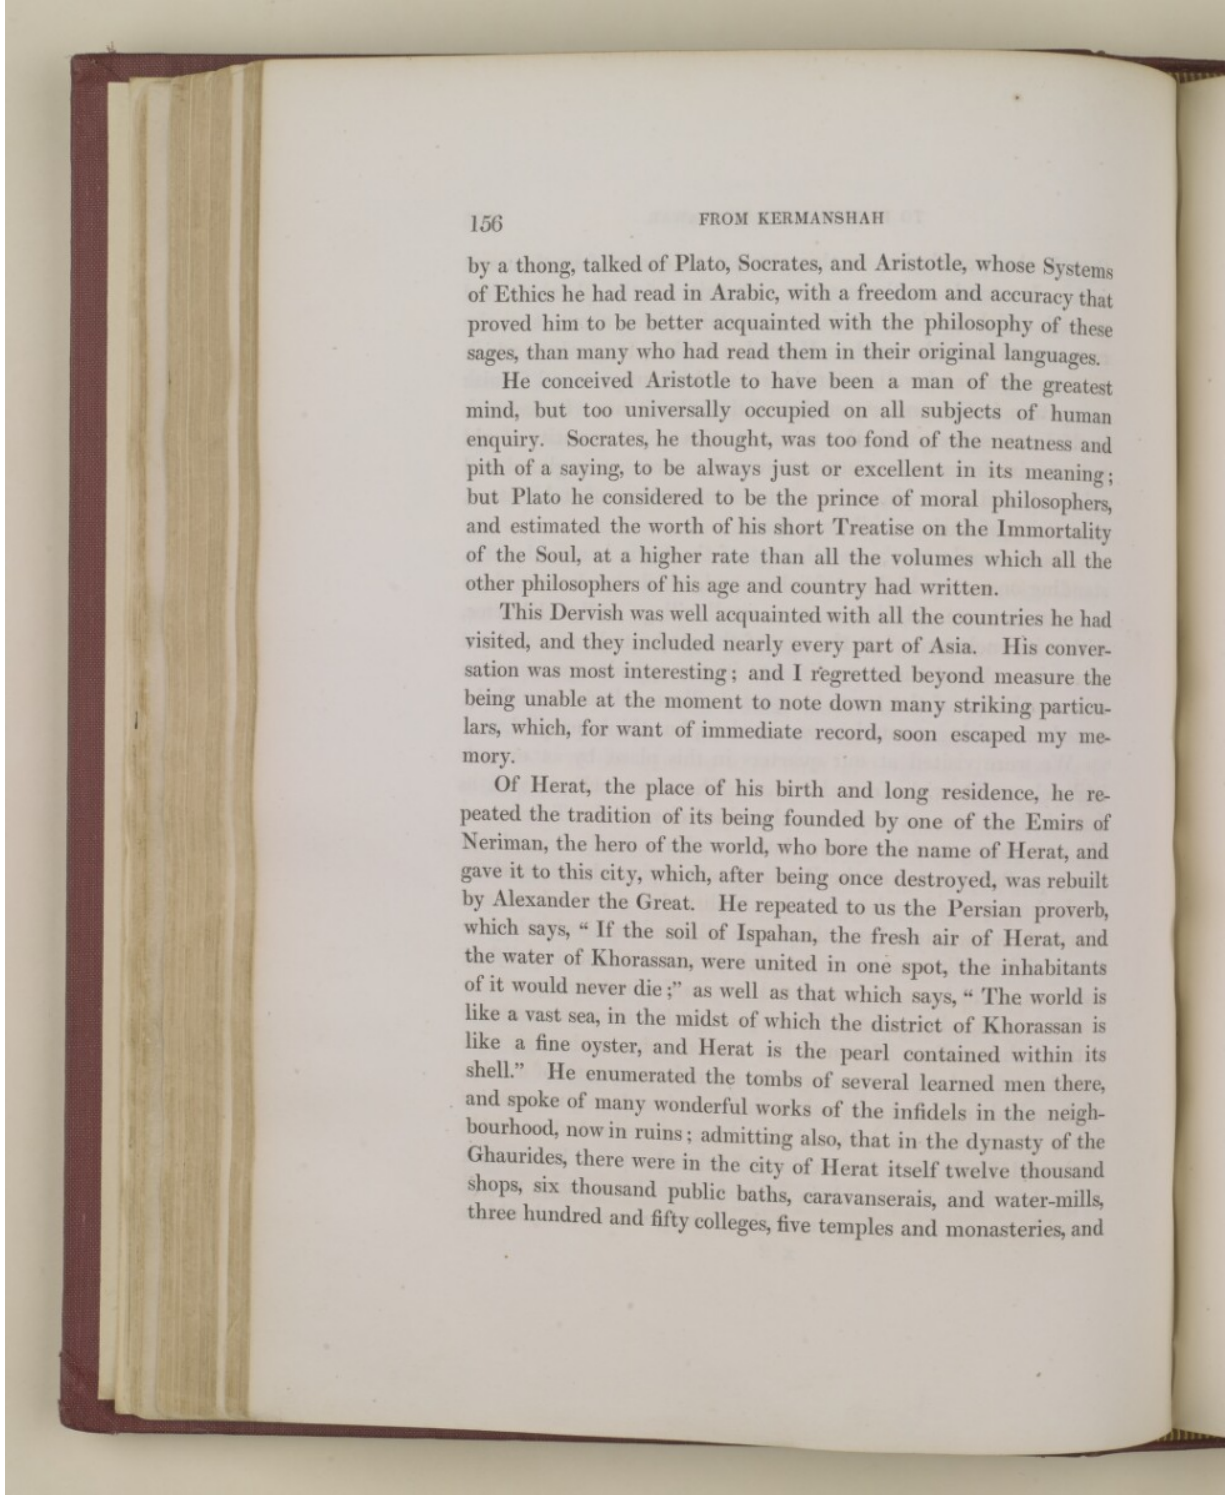 156
FROM KERMANSHAH
by a thong, talked of Plato, Socrates, and Aristotle, whose Systems
of Ethics he had read in Arabic, with a freedom and accuracy that
proved him to be better acquainted with the philosophy of these
sages, than many who had read them in their original languages.
He conceived Aristotle to have been a man of the greatest
mind, but too universally occupied on all subjects of human
enquiry. Socrates, he thought, was too fond of the neatness and
pith of a saying, to be always just or excellent in its meaning;
but Plato he considered to be the prince of moral philosophers,
and estimated the worth of his short Treatise on the Immortality
of the Soul, at a higher rate than all the volumes which all the
other philosophers of his age and country had written.
This Dervish was well acquainted with all the countries he had
visited, and they included nearly every part of Asia. His conver-
sation was most interesting; and I regretted beyond measure the
being unable at the moment to note down many striking particu-
lars, which, for want of immediate record, soon escaped my me-
mory.
Of Herat, the place of his birth and long residence, he re-
peated the tradition of its being founded by one of the Emirs of
Neriman, the hero of the world, who bore the name of Herat, and
gave it to this city, which, after being once destroyed, was rebuilt
by Alexander the Great. He repeated to us the Persian proverb,
which says, “ If the soil of Ispahan, the fresh air of Herat, and
the water of Khorassan, were united in one spot, the inhabitants
of it would never die;” as well as that which says, “ The world is
like a vast sea, in the midst of which the district of Khorassan is
like a fine oyster, and Herat is the pearl contained within its
shell.” He enumerated the tombs of several learned men there,
and spoke of many wonderful works of the infidels in the neigh-
bourhood, now in ruins; admitting also, that in the dynasty of the
Ghaurides, there were in the city of Herat itself twelve thousand
shops, six thousand public baths, caravanserais, and water-mills,
three hundred and fifty colleges, five temples and monasteries, and